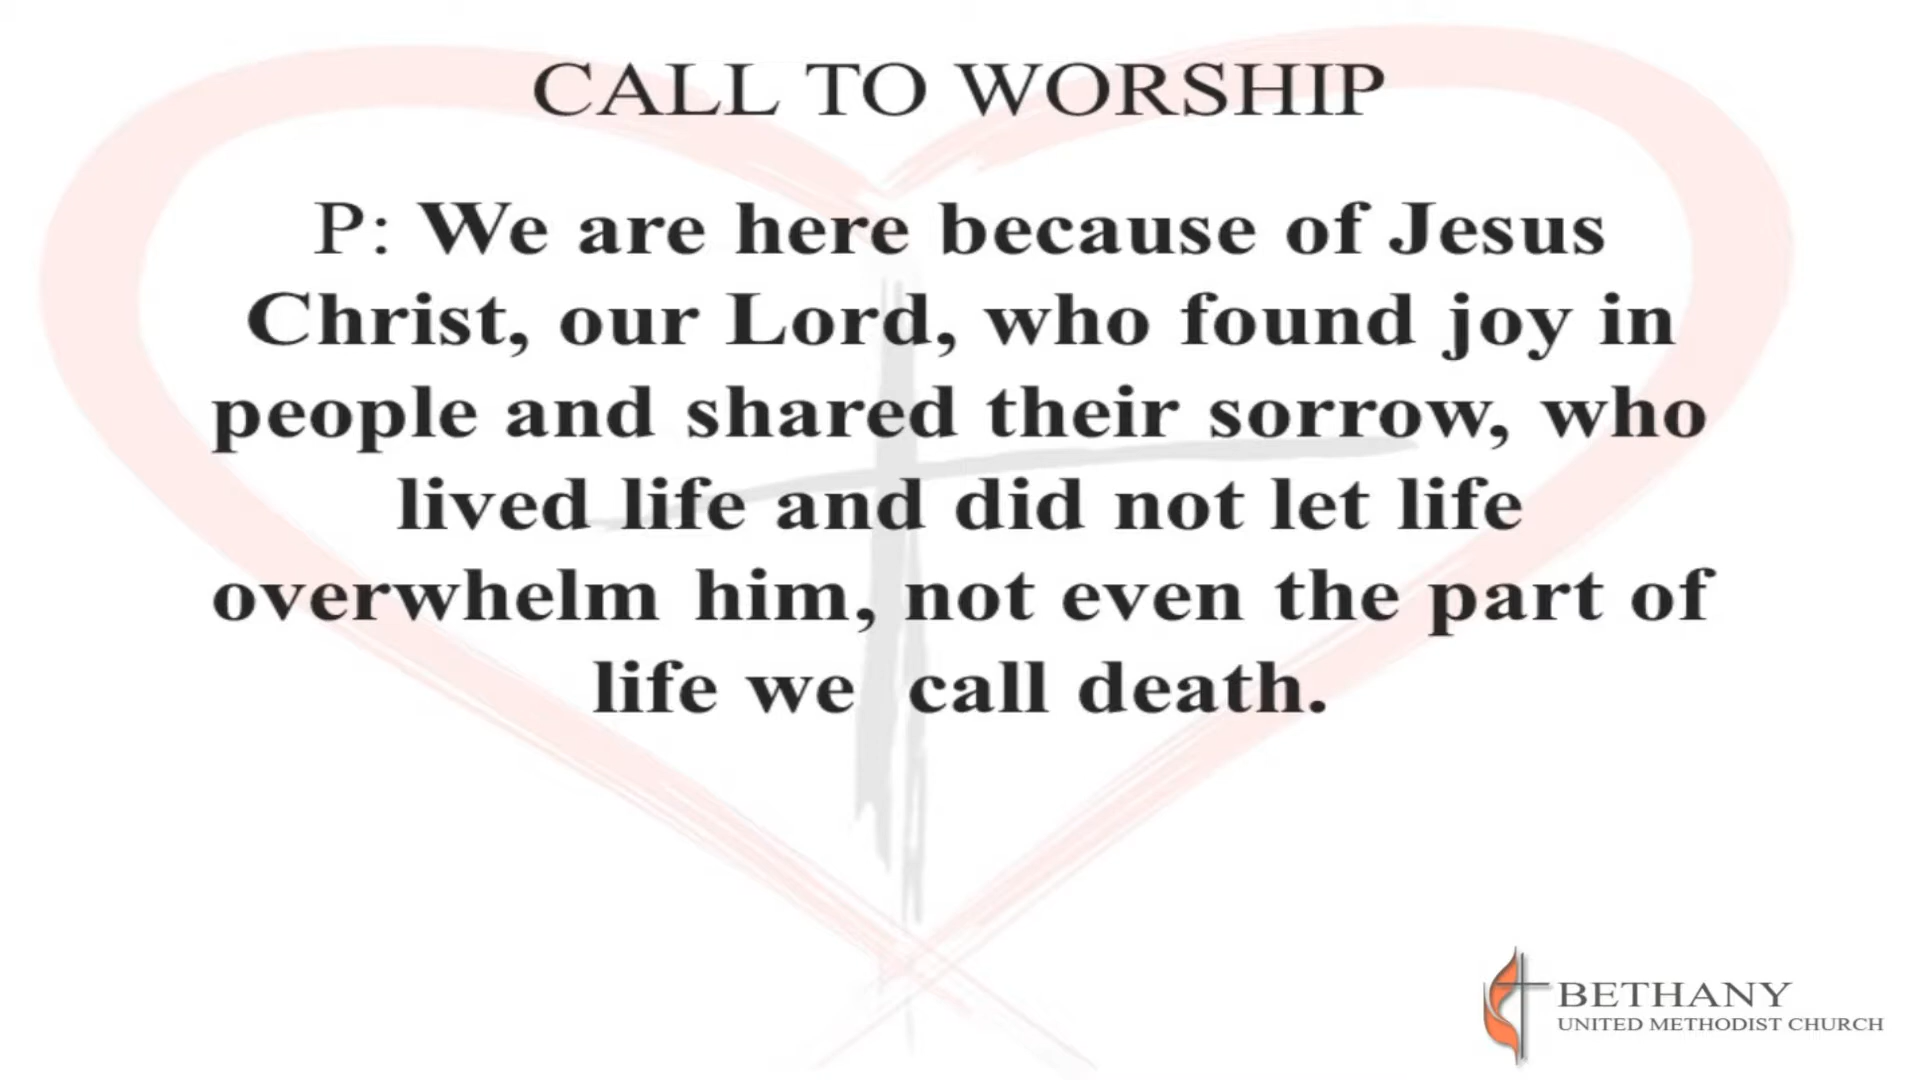 CALL TO WORSHIP
P: We are here because of Jesus
Christ, our Lord, who found joy in
people and shared their sorrow, who
lived life and did not let life
overwhelm him, not even the part of
life we  call death.
BETHANY
UNITED METHODIST CHURCH